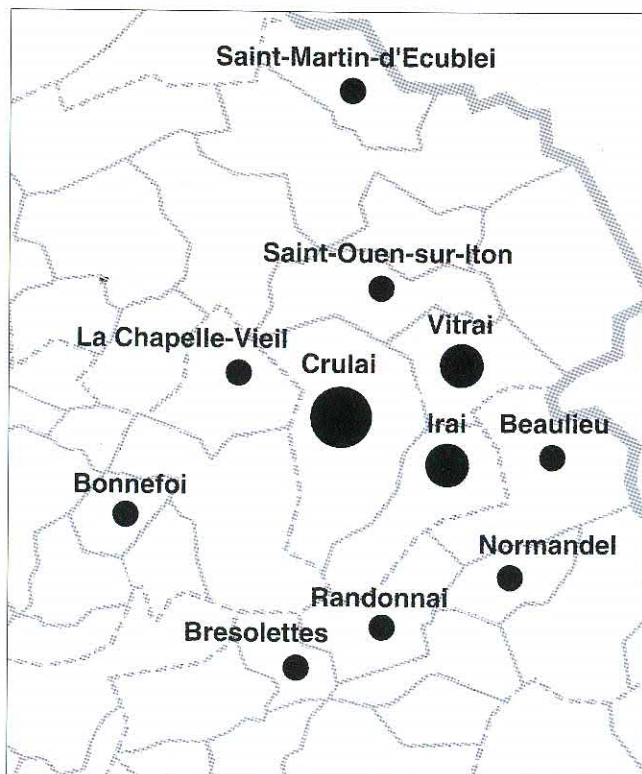 Saint-Martin-d'Ecublei
Saint-Ouen-sur-Iton
Vitrai
La Chapelle-Vieil
Crulai
Irai
Beaulieu
Bonnefoi
Normandel
Randonnai
Bresolettes